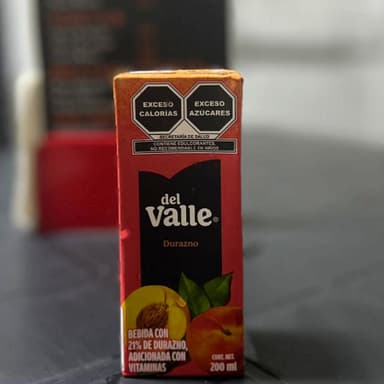 EXCESO CALORÍAS
EXCESO AZÚCARES
SECRETARÍA DE SALUD
CONTIENE EDULCORANTES,
NO RECOMENDABLE EN NIÑOS
del
Valle®
Durazno
BEBIDA CON
21% DE DURAZNO,
ADICIONADA CON
VITAMINAS
CONT. NET.
200 ml